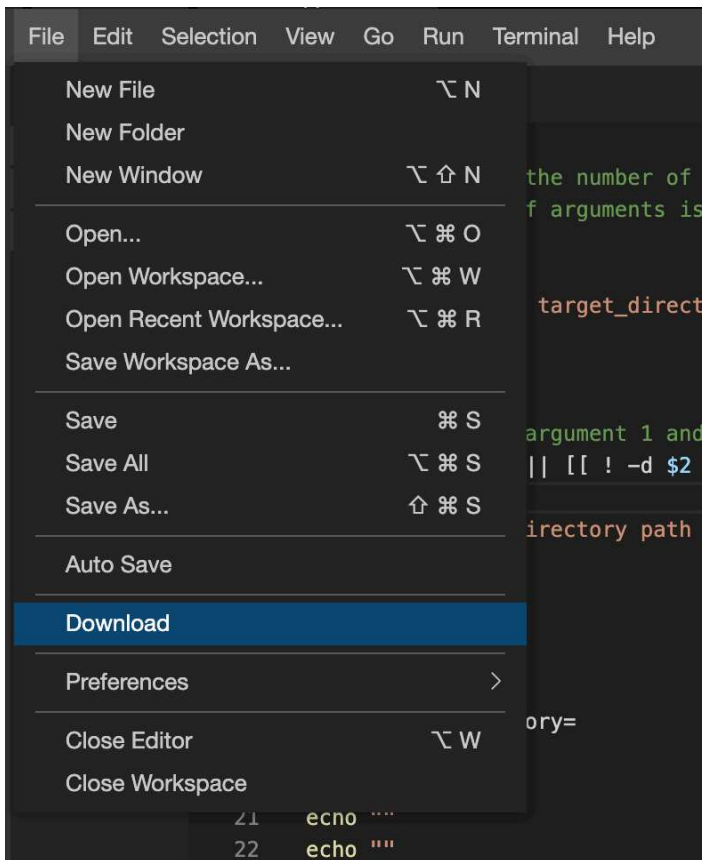 File Edit Selection View Go Run Terminal Help
New File ⌥ N
New Folder
New Window ⌥ ⇧ N
the number of
f arguments is
Open... ⌥ ⌘ O
Open Workspace... ⌥ ⌘ W
Open Recent Workspace... ⌥ ⌘ R
target_direct
Save Workspace As...
Save ⌘ S
argument 1 and
Save All ⌥ ⌘ S
|| [[ ! -d $2
Save As... ⇧ ⌘ S
irectory path
Auto Save
Download
Preferences >
ory=
Close Editor ⌥ W
Close Workspace
21 echo ""
22 echo ""